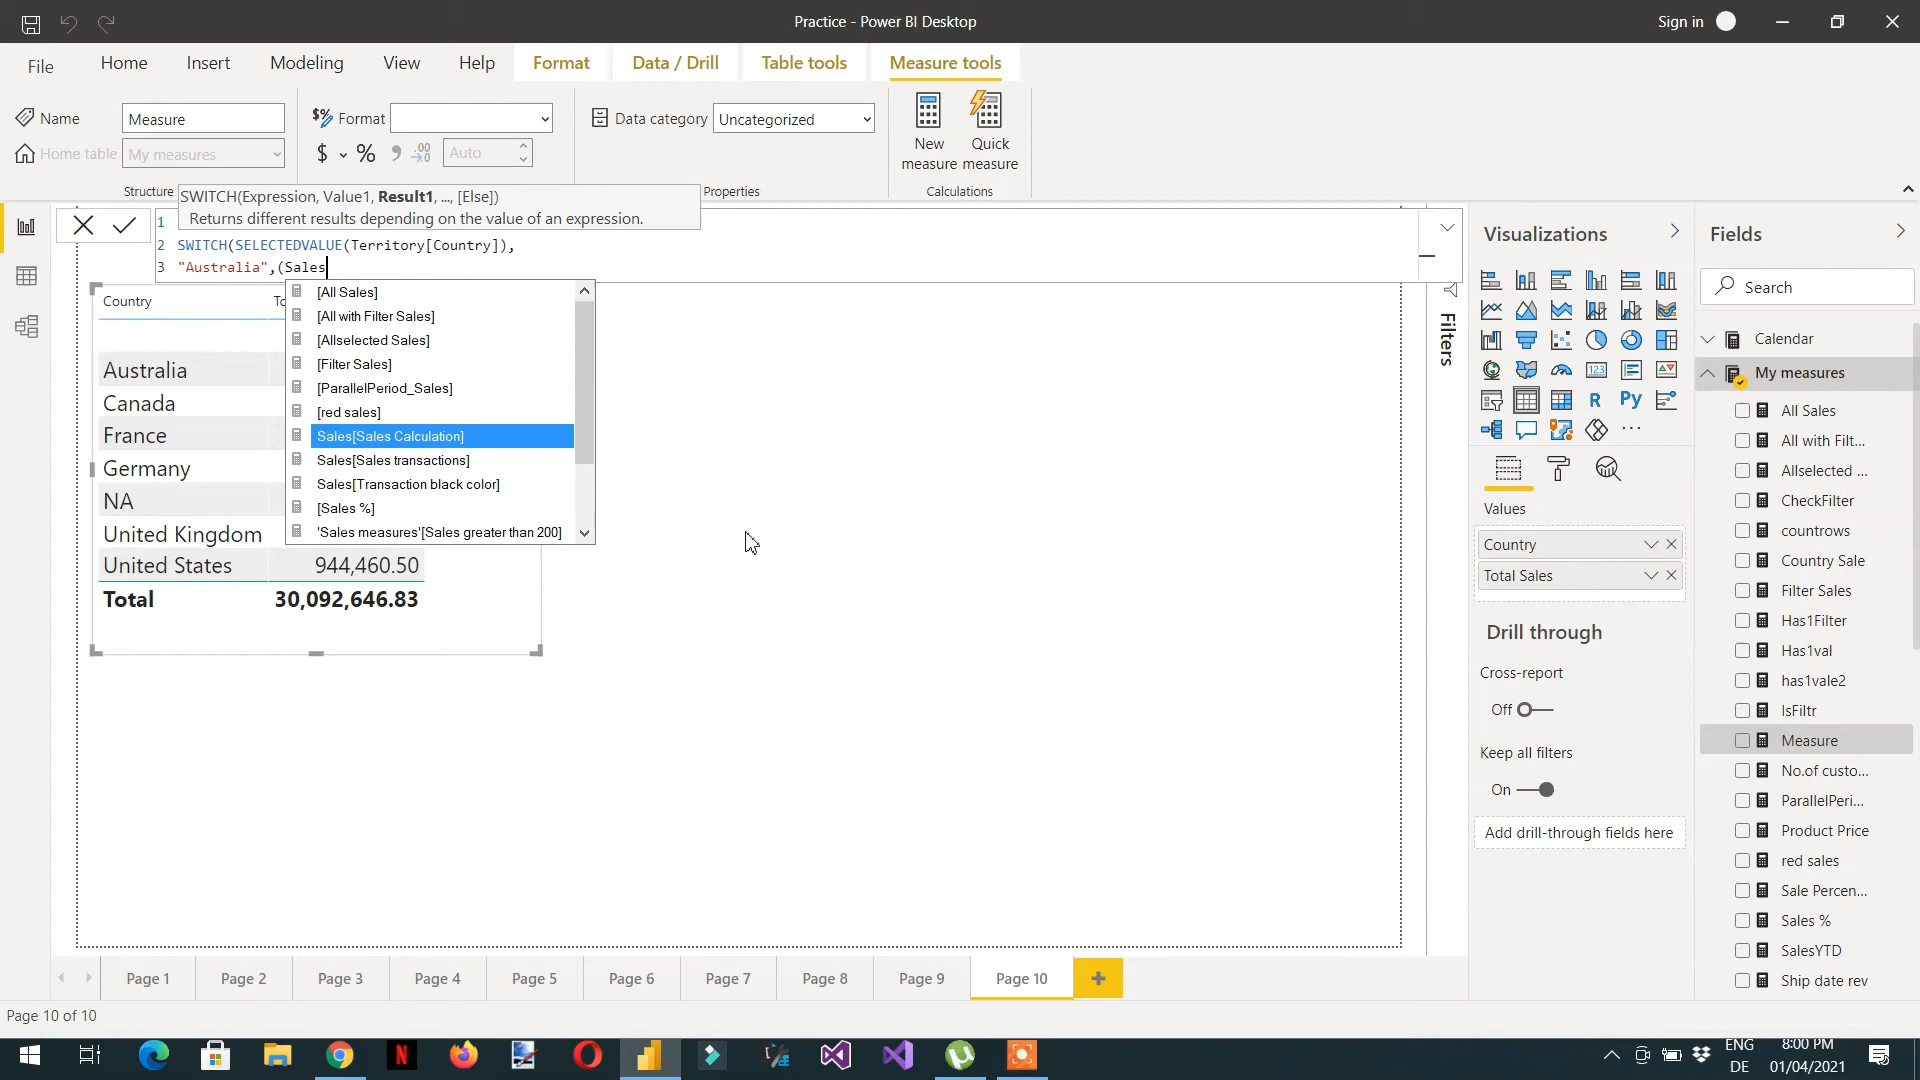 Practice - Power BI Desktop
Sign in
File
Home
Insert
Modeling
View
Help
Format
Data / Drill
Table tools
Measure tools
Name
Measure
Format
Data category
Uncategorized
Home table
My measures
$
%
Auto
New measure
Quick measure
Structure
Properties
Calculations
SWITCH(Expression, Value1, Result1, ..., [Else])
Returns different results depending on the value of an expression.
1
2 SWITCH(SELECTEDVALUE(Territory[Country]),
3 "Australia",(Sales
[All Sales]
[All with Filter Sales]
[Allselected Sales]
[Filter Sales]
[ParallelPeriod_Sales]
[red sales]
Sales[Sales Calculation]
Sales[Sales transactions]
Sales[Transaction black color]
[Sales %]
'Sales measures'[Sales greater than 200]
Country
To
Australia
Canada
France
Germany
NA
United Kingdom
United States 944,460.50
Total 30,092,646.83
Filters
Visualizations
R
Py
123
Values
Country
Total Sales
Drill through
Cross-report
Off
Keep all filters
On
Add drill-through fields here
Fields
Search
Calendar
My measures
All Sales
All with Filt...
Allselected ...
CheckFilter
countrows
Country Sale
Filter Sales
Has1Filter
Has1val
has1vale2
IsFiltr
Measure
No.of custo...
ParallelPeri...
Product Price
red sales
Sale Percen...
Sales %
SalesYTD
Ship date rev
Page 1
Page 2
Page 3
Page 4
Page 5
Page 6
Page 7
Page 8
Page 9
Page 10
Page 10 of 10
ENG
DE
8:00 PM
01/04/2021